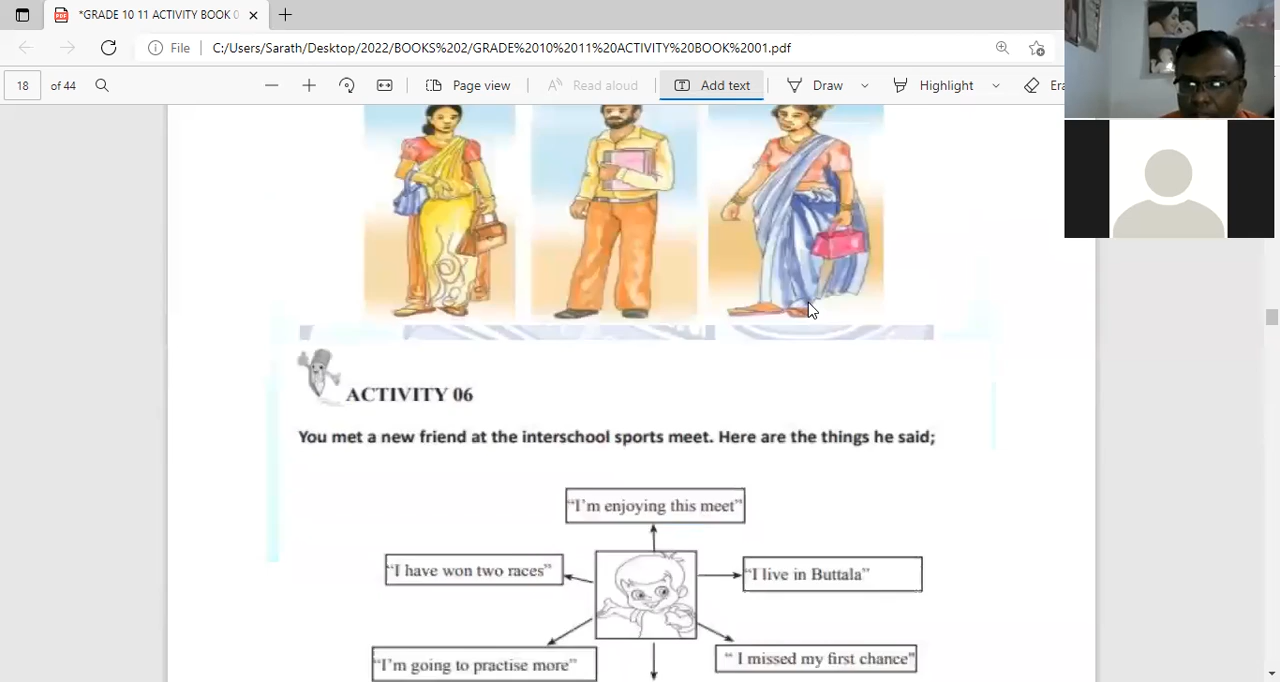 *GRADE 10 11 ACTIVITY BOOK 0
File C:/Users/Sarath/Desktop/2022/BOOKS%202/GRADE%2010%2011%20ACTIVITY%20BOOK%2001.pdf
18 of 44 Page view Read aloud Add text Draw Highlight Era
ACTIVITY 06
You met a new friend at the interschool sports meet. Here are the things he said;
“I’m enjoying this meet”
“I have won two races”
“I live in Buttala”
“I’m going to practise more”
“ I missed my first chance”